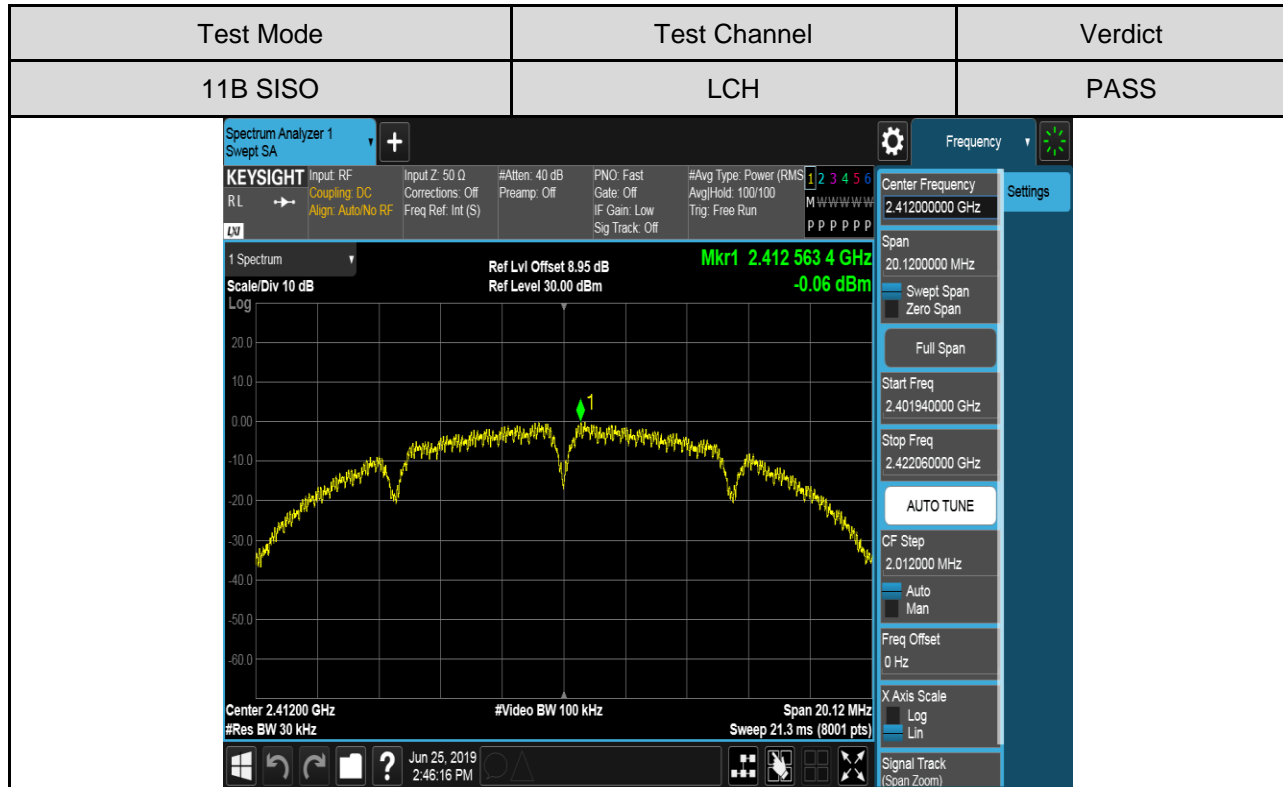 Test Mode Test Channel Verdict
11B SISO LCH PASS
Spectrum Analyzer 1
Swept SA
+
Frequency
KEYSIGHT Input: RF Input Z: 50 Ω #Atten: 40 dB PNO: Fast #Avg Type: Power (RMS 1 2 3 4 5 6
RL Coupling: DC Corrections: Off Preamp: Off Gate: Off Avg|Hold: 100/100 M W W W W W
Align: Auto/No RF Freq Ref: Int (S) IF Gain: Low Trig: Free Run
LXI Sig Track: Off P P P P P P
1 Spectrum
Scale/Div 10 dB
Ref Lvl Offset 8.95 dB
Ref Level 30.00 dBm
Mkr1 2.412 563 4 GHz
-0.06 dBm
Log
20.0
10.0
0.00
-10.0
-20.0
-30.0
-40.0
-50.0
-60.0
1
Center 2.41200 GHz #Video BW 100 kHz Span 20.12 MHz
#Res BW 30 kHz Sweep 21.3 ms (8001 pts)
?
Jun 25, 2019
2:46:16 PM
Center Frequency
2.412000000 GHz
Settings
Span
20.1200000 MHz
Swept Span
Zero Span
Full Span
Start Freq
2.401940000 GHz
Stop Freq
2.422060000 GHz
AUTO TUNE
CF Step
2.012000 MHz
Auto
Man
Freq Offset
0 Hz
X Axis Scale
Log
Lin
Signal Track
(Span Zoom)